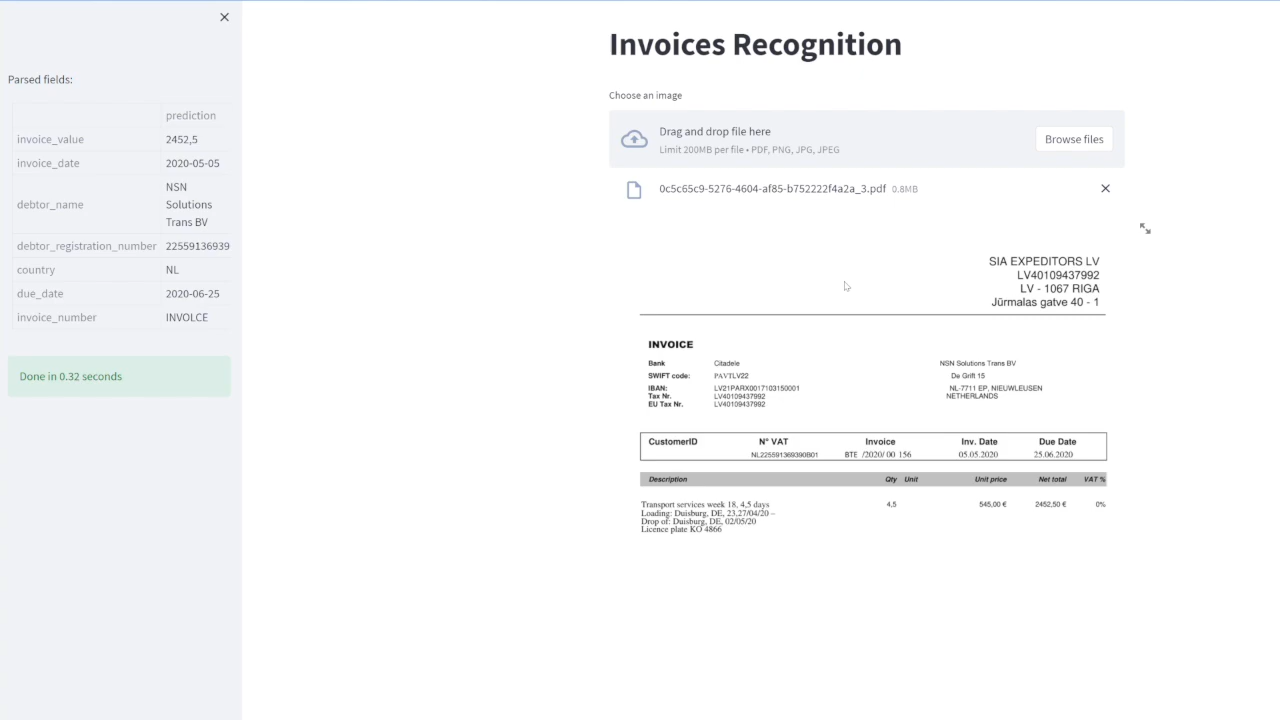 Parsed fields:
prediction
invoice_value 2452,5
invoice_date 2020-05-05
debtor_name NSN Solutions Trans BV
debtor_registration_number 22559136939
country NL
due_date 2020-06-25
invoice_number INVOLCE
Done in 0.32 seconds
Invoices Recognition
Choose an image
Drag and drop file here
Limit 200MB per file • PDF, PNG, JPG, JPEG
Browse files
0c5c65c9-5276-4604-af85-b752222f4a2a_3.pdf 0.8MB
SIA EXPEDITORS LV
LV40109437992
LV - 1067 RIGA
Jūrmalas gatve 40 - 1
INVOICE
Bank Citadele NSN Solutions Trans BV
SWIFT code: PAVTLV22 De Grift 15
IBAN: LV21PARX0017103150001 NL-7711 EP, NIEUWLEUSEN
Tax Nr. LV40109437992 NETHERLANDS
EU Tax Nr. LV40109437992
CustomerID N° VAT Invoice Inv. Date Due Date
NL225591369390B01 BTE /2020/ 00 156 05.05.2020 25.06.2020
Description Qty Unit Unit price Net total VAT %
Transport services week 18, 4,5 days 4,5 545,00 € 2452,50 € 0%
Loading: Duisburg, DE, 23,27/04/20 –
Drop of: Duisburg, DE, 02/05/20
Licence plate KO 4866